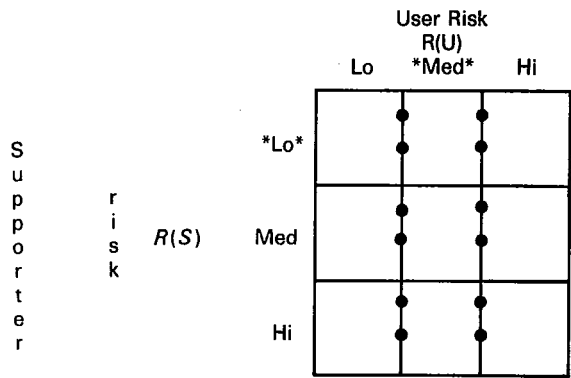 User Risk
R(U)
Lo *Med* Hi
*Lo*
Supporter risk R(S) Med
Hi